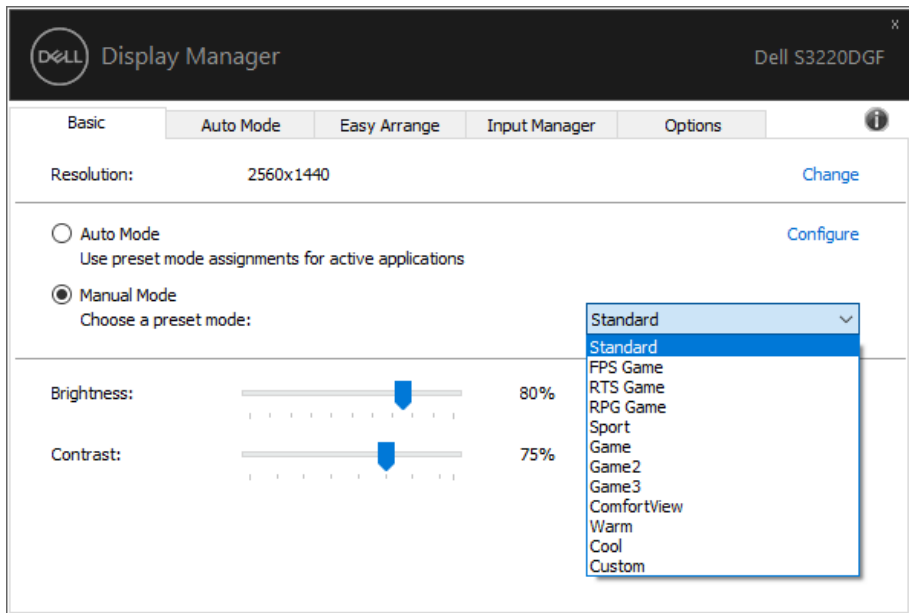 x
DELL Display Manager
Dell S3220DGF
Basic Auto Mode Easy Arrange Input Manager Options i
Resolution: 2560x1440 Change
Auto Mode Configure
Use preset mode assignments for active applications
Manual Mode
Choose a preset mode: Standard
Standard
FPS Game
RTS Game
RPG Game
Sport
Game
Game2
Game3
ComfortView
Warm
Cool
Custom
Brightness: 80%
Contrast: 75%